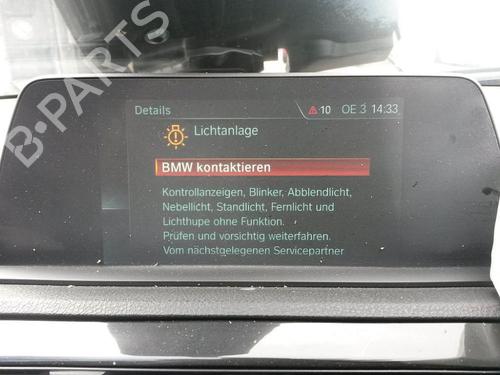 B-PARTS
Details
10 OE 3 14:33
Lichtanlage
BMW kontaktieren
Kontrollanzeigen, Blinker, Abblendlicht,
Nebellicht, Standlicht, Fernlicht und
Lichthupe ohne Funktion.
Prüfen und vorsichtig weiterfahren.
Vom nächstgelegenen Servicepartner